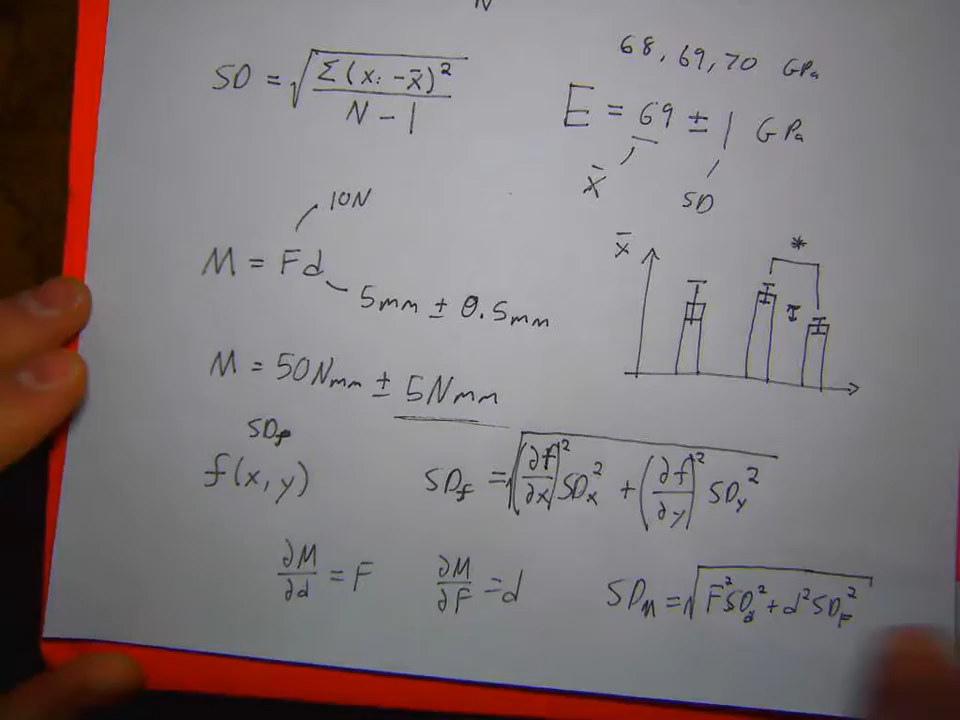 N
SD = √(Σ(xᵢ - x̄)² / (N - 1))
68, 69, 70 GPa
E = 69 ± 1 GPa
x̄
SD
10N
M = Fd
5mm ± 0.5mm
x̄
*
M = 50Nmm ± 5Nmm
SD_f
f(x,y)
SD_f = √((∂f/∂x)² SD_x² + (∂f/∂y)² SD_y²)
∂M/∂d = F
∂M/∂F = d
SD_M = √(F² SD_d² + d² SD_F²)